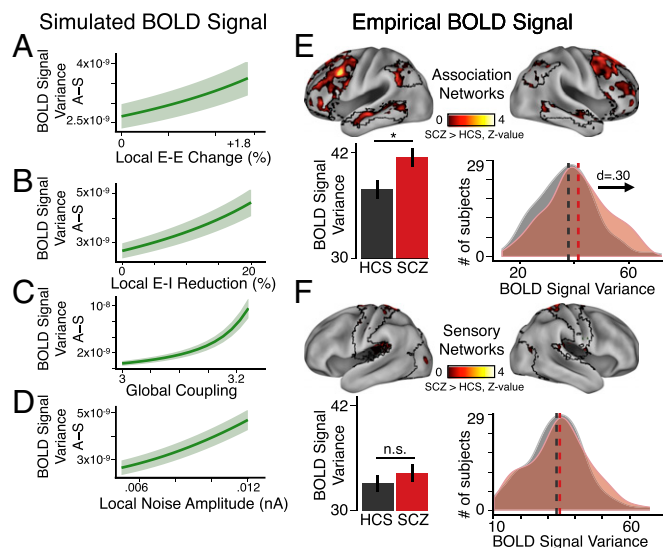 Simulated BOLD Signal
Empirical BOLD Signal
A
BOLD Signal
Variance
A–S
4x10⁻⁹
2.5x10⁻⁹
0
+1.8
Local E-E Change (%)
B
BOLD Signal
Variance
A–S
5x10⁻⁹
3x10⁻⁹
0
20
Local E-I Reduction (%)
C
BOLD Signal
Variance
A–S
10⁻⁸
2x10⁻⁹
3
3.2
Global Coupling
D
BOLD Signal
Variance
A–S
5x10⁻⁹
3x10⁻⁹
.006
.012
Local Noise Amplitude (nA)
E
Association
Networks
0 4
SCZ > HCS, Z-value
BOLD Signal
Variance
42
30
*
HCS SCZ
# of subjects
29
0
d=.30
20 60
BOLD Signal Variance
F
Sensory
Networks
0 4
SCZ > HCS, Z-value
BOLD Signal
Variance
42
30
n.s.
HCS SCZ
# of subjects
29
0
10 60
BOLD Signal Variance